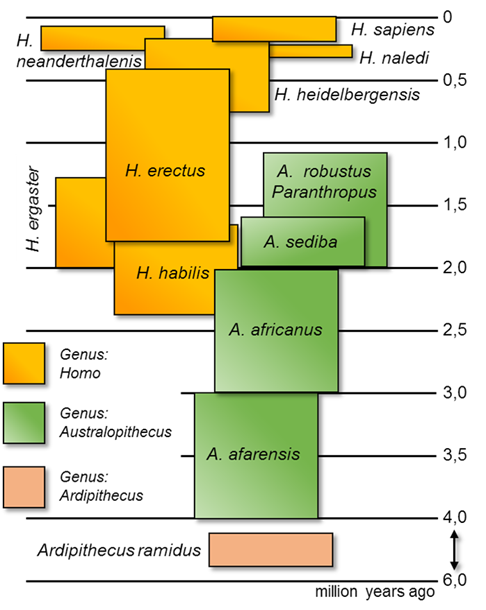 0
H. sapiens
H.
neanderthalenis
H. naledi
0,5
H. heidelbergensis
1,0
H. erectus
A. robustus
Paranthropus
H. ergaster
1,5
A. sediba
2,0
H. habilis
A. africanus
2,5
Genus:
Homo
3,0
Genus:
Australopithecus
A. afarensis
3,5
Genus:
Ardipithecus
4,0
Ardipithecus ramidus
6,0
million years ago